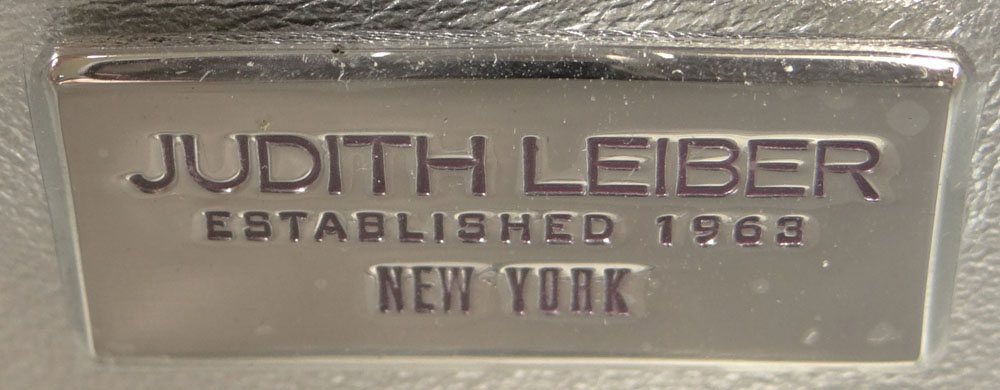 JUDITH LEIBER
ESTABLISHED 1963
NEW YORK